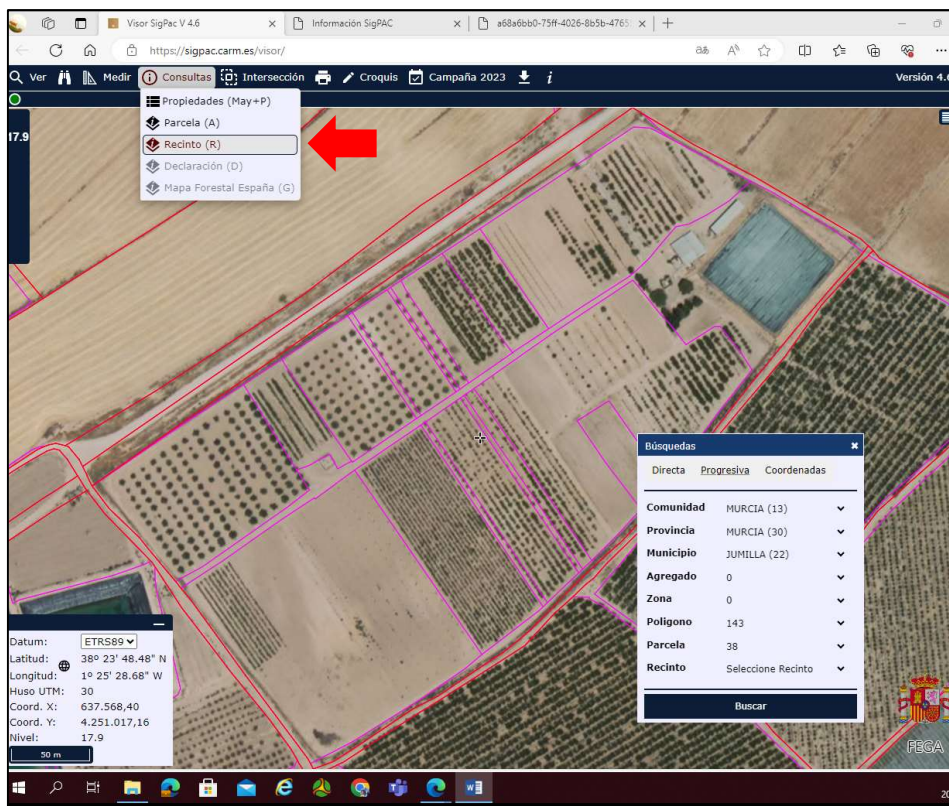 Visor SigPac V 4.6
Información SigPAC
a68a6bb0-75ff-4026-8b5b-4765
https://sigpac.carm.es/visor/
Ver Medir Consultas Intersección Croquis Campaña 2023 i Versión 4.6
17.9
Propiedades (May+P)
Parcela (A)
Recinto (R)
Declaración (D)
Mapa Forestal España (G)
Búsquedas
Directa Progresiva Coordenadas
Comunidad MURCIA (13)
Provincia MURCIA (30)
Municipio JUMILLA (22)
Agregado 0
Zona 0
Poligono 143
Parcela 38
Recinto Seleccione Recinto
Buscar
Datum: ETRS89
Latitud: 38º 23' 48.48" N
Longitud: 1º 25' 28.68" W
Huso UTM: 30
Coord. X: 637.568,40
Coord. Y: 4.251.017,16
Nivel: 17.9
50 m
FEGA